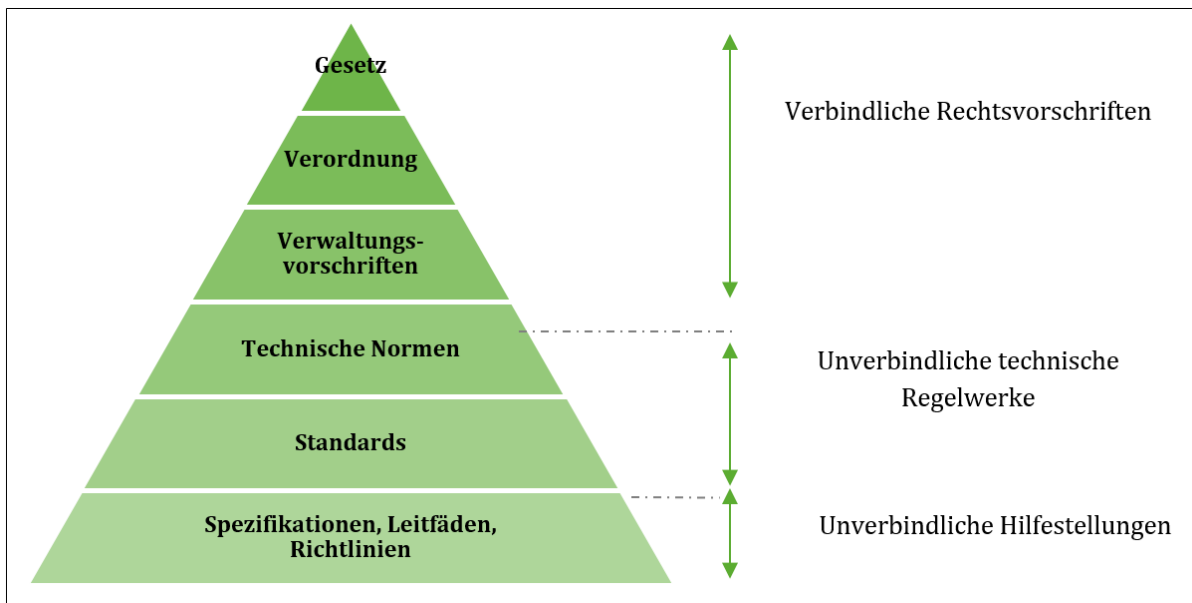 Gesetz
Verordnung
Verwaltungs-
vorschriften
Technische Normen
Standards
Spezifikationen, Leitfäden,
Richtlinien
Verbindliche Rechtsvorschriften
Unverbindliche technische
Regelwerke
Unverbindliche Hilfestellungen